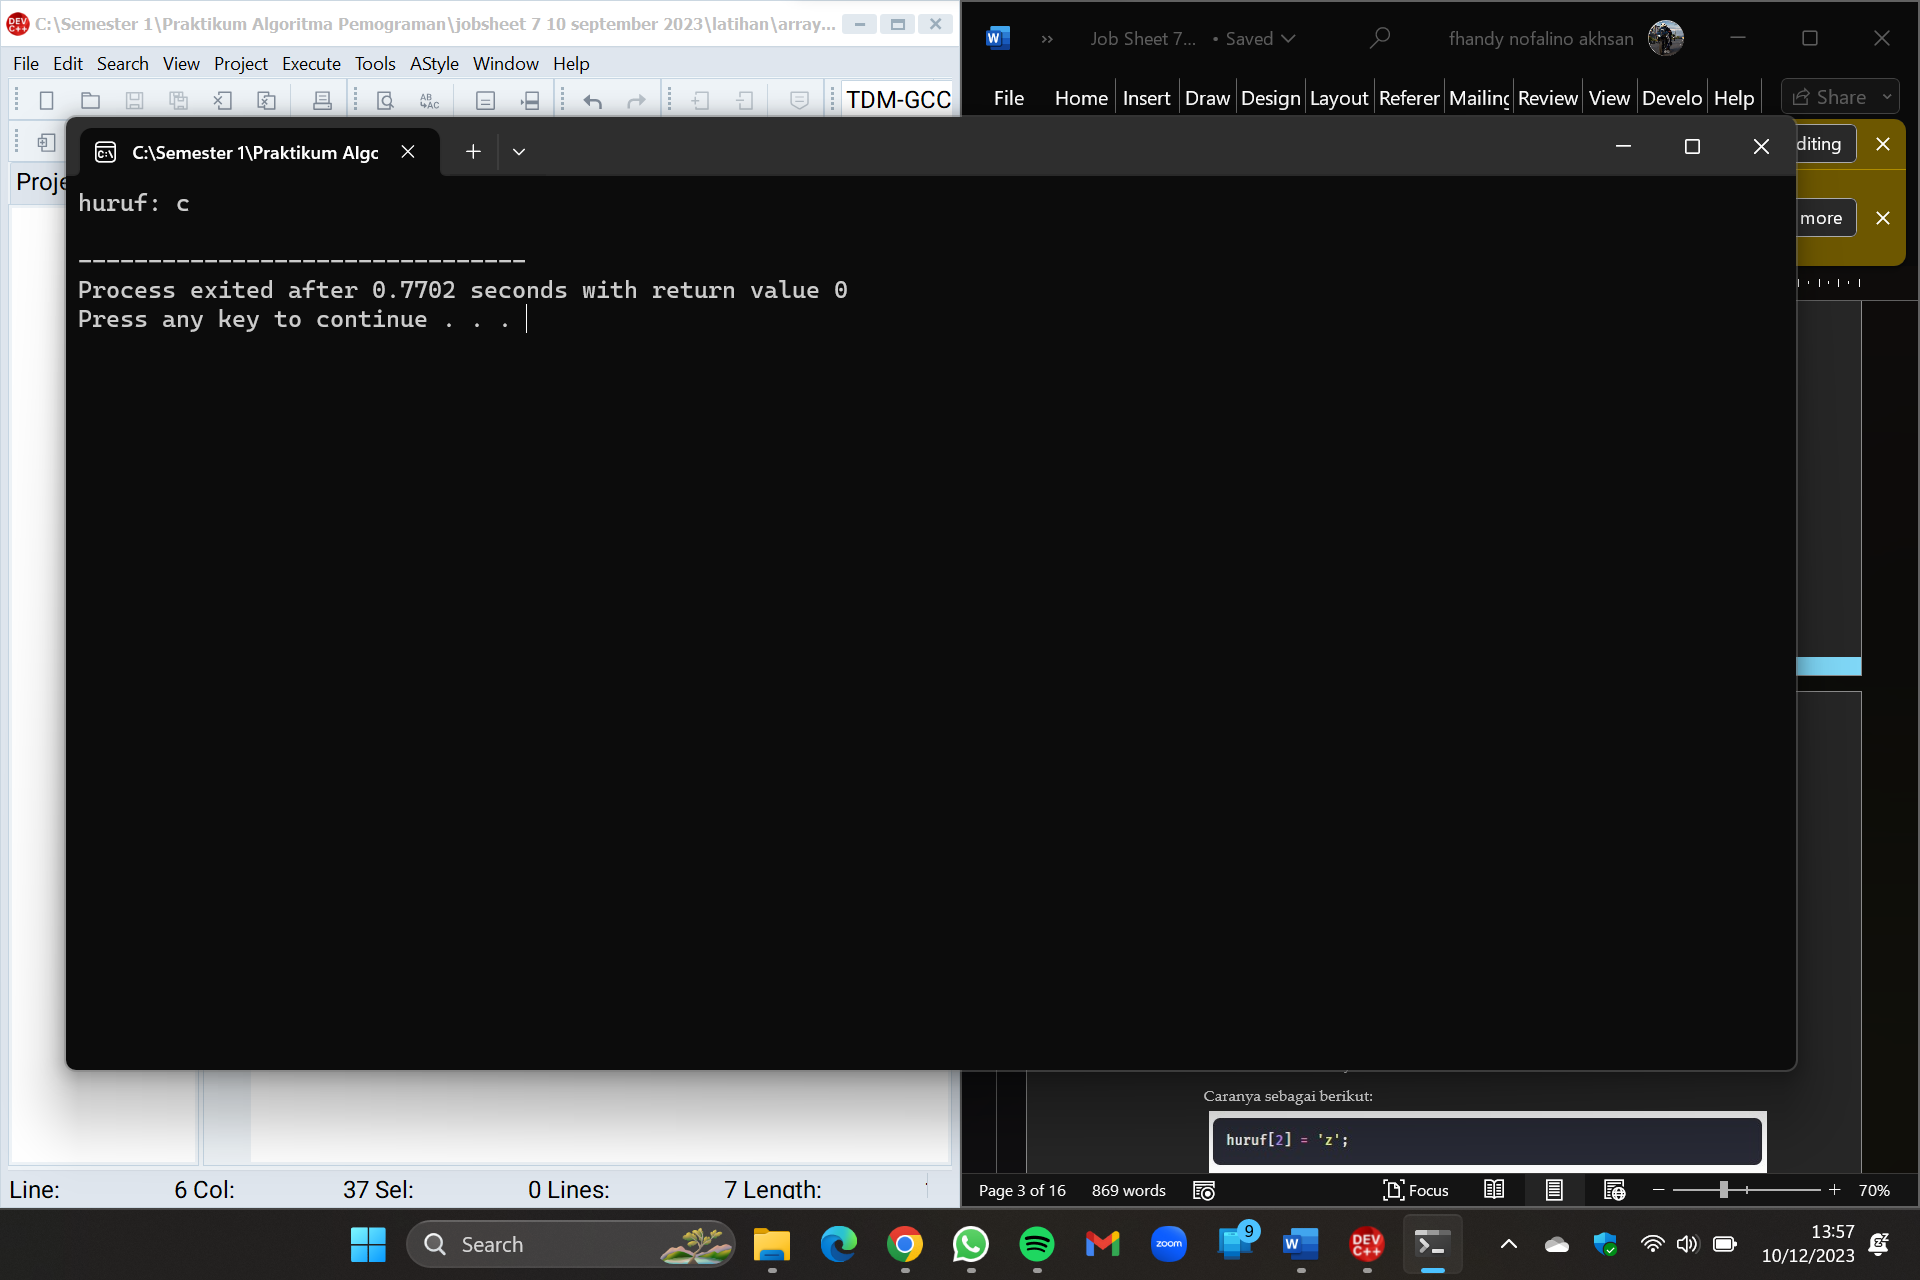 C:\Semester 1\Praktikum Algoritma Pemograman\jobsheet 7 10 september 2023\latihan\array...
File Edit Search View Project Execute Tools AStyle Window Help
TDM-GCC
Proje
Job Sheet 7... • Saved
fhandy nofalino akhsan
File Home Insert Draw Design Layout Referer Mailing Review View Develo Help Share
diting
more
C:\Semester 1\Praktikum Algo
huruf: c
--------------------------------
Process exited after 0.7702 seconds with return value 0
Press any key to continue . . .
Caranya sebagai berikut:
huruf[2] = 'z';
Line: 6 Col: 37 Sel: 0 Lines: 7 Length:
Page 3 of 16 869 words Focus 70%
Search
zoom
9
DEV C++
13:57
10/12/2023